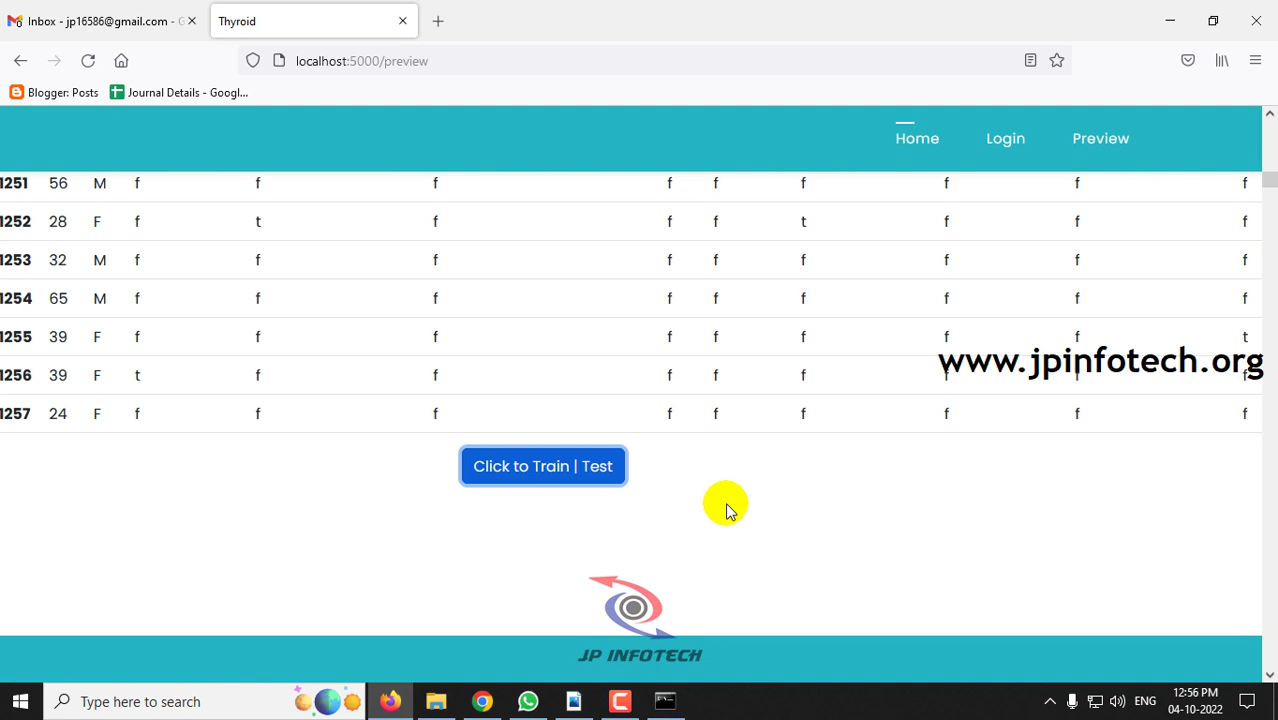 Inbox - jp16586@gmail.com - G
Thyroid
localhost:5000/preview
Blogger: Posts
Journal Details - Googl...
Home Login Preview
1251 56 M f f f f f f f f f
1252 28 F f t f f f t f f f
1253 32 M f f f f f f f f f
1254 65 M f f f f f f f f f
1255 39 F f f f f f f f f t
1256 39 F t f f f f f f f f
1257 24 F f f f f f f f f f
www.jpinfotech.org
Click to Train | Test
JP INFOTECH
Type here to search
ENG
12:56 PM
04-10-2022